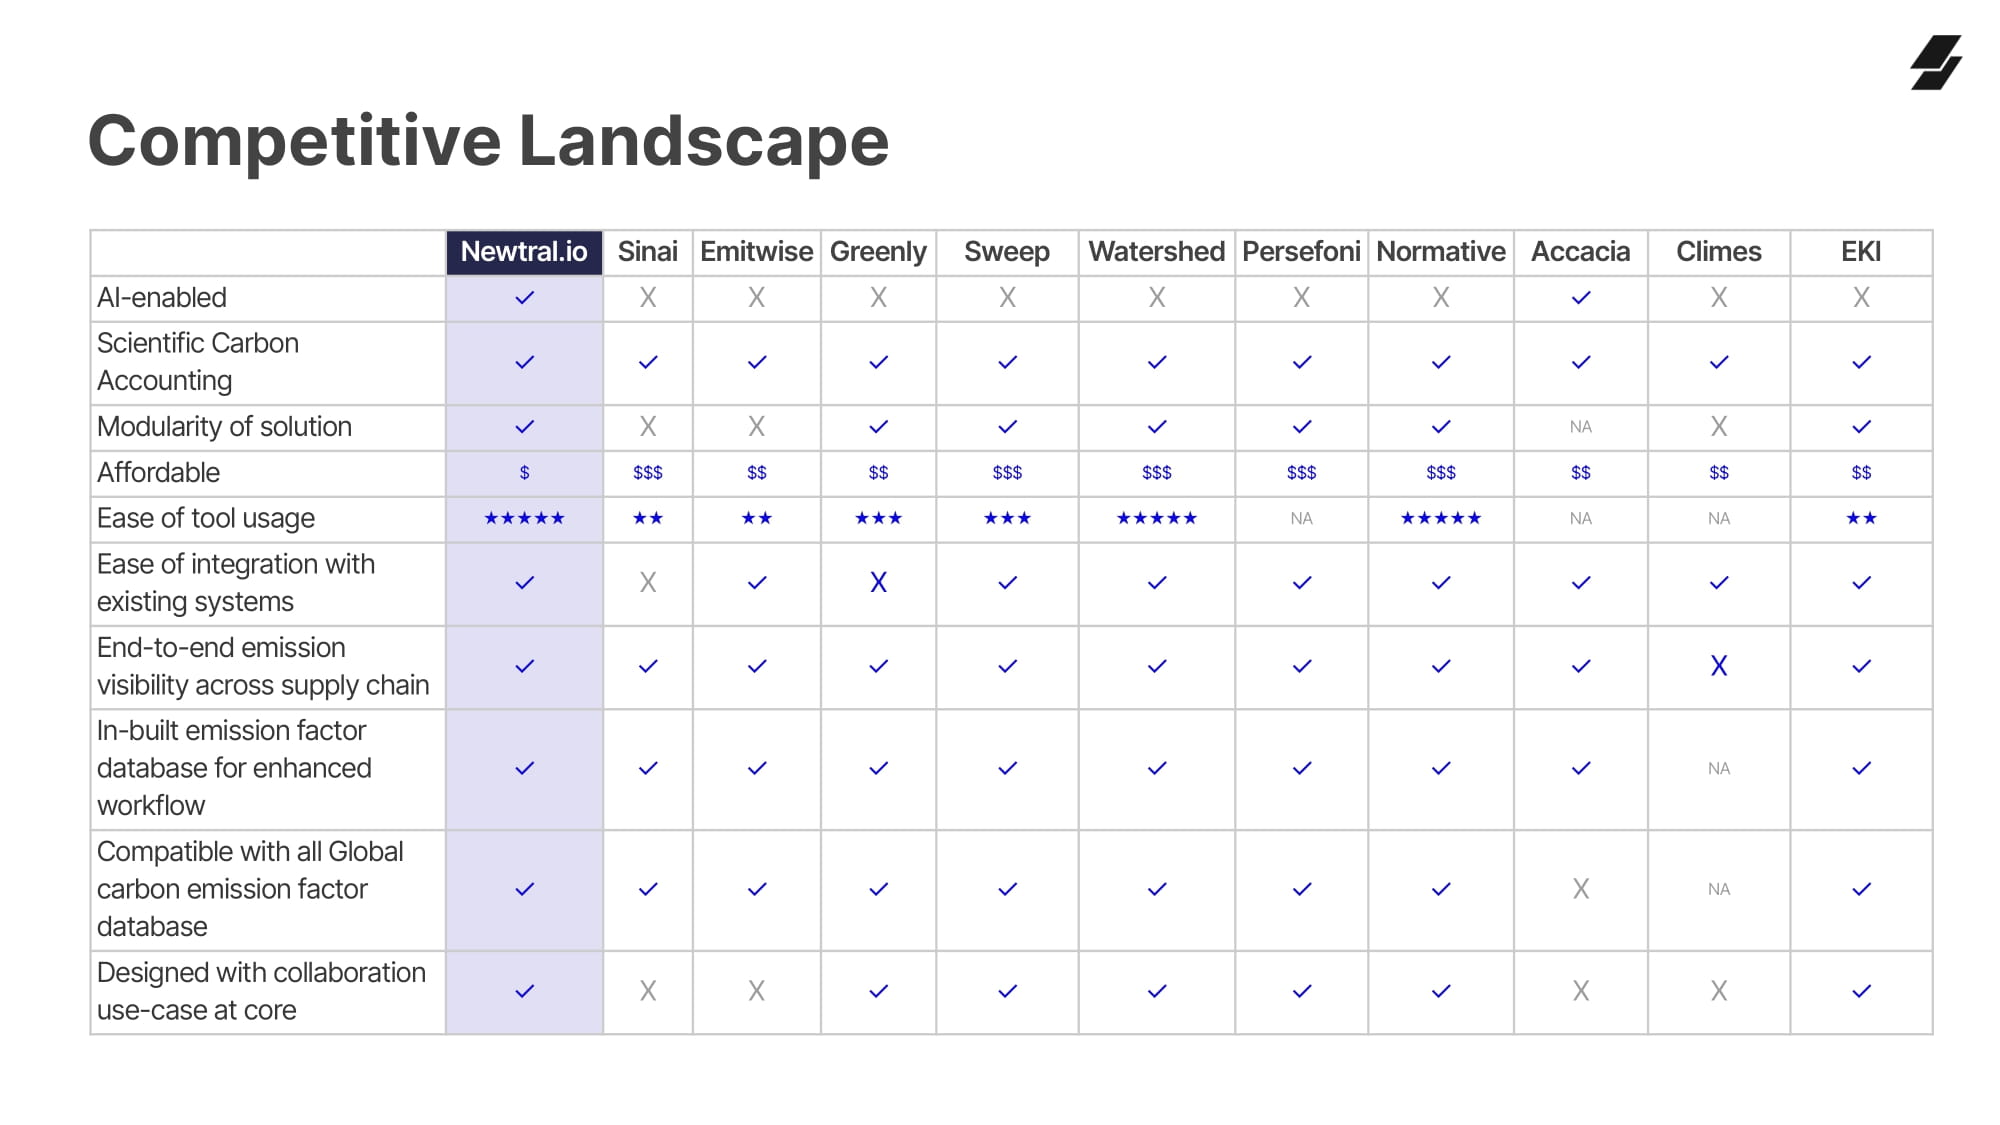 Competitive Landscape
Newtral.io Sinai Emitwise Greenly Sweep Watershed Persefoni Normative Accacia Climes EKI
AI-enabled ✓ X X X X X X X ✓ X X
Scientific Carbon
Accounting ✓ ✓ ✓ ✓ ✓ ✓ ✓ ✓ ✓ ✓ ✓
Modularity of solution ✓ X X ✓ ✓ ✓ ✓ ✓ NA X ✓
Affordable $ $$$ $$ $$ $$$ $$$ $$$ $$$ $$ $$ $$
Ease of tool usage ★★★★★ ★★ ★★ ★★★ ★★★ ★★★★★ NA ★★★★★ NA NA ★★
Ease of integration with
existing systems ✓ X ✓ X ✓ ✓ ✓ ✓ ✓ ✓ ✓
End-to-end emission
visibility across supply chain ✓ ✓ ✓ ✓ ✓ ✓ ✓ ✓ ✓ X ✓
In-built emission factor
database for enhanced
workflow ✓ ✓ ✓ ✓ ✓ ✓ ✓ ✓ ✓ NA ✓
Compatible with all Global
carbon emission factor
database ✓ ✓ ✓ ✓ ✓ ✓ ✓ ✓ X NA ✓
Designed with collaboration
use-case at core ✓ X X ✓ ✓ ✓ ✓ ✓ X X ✓